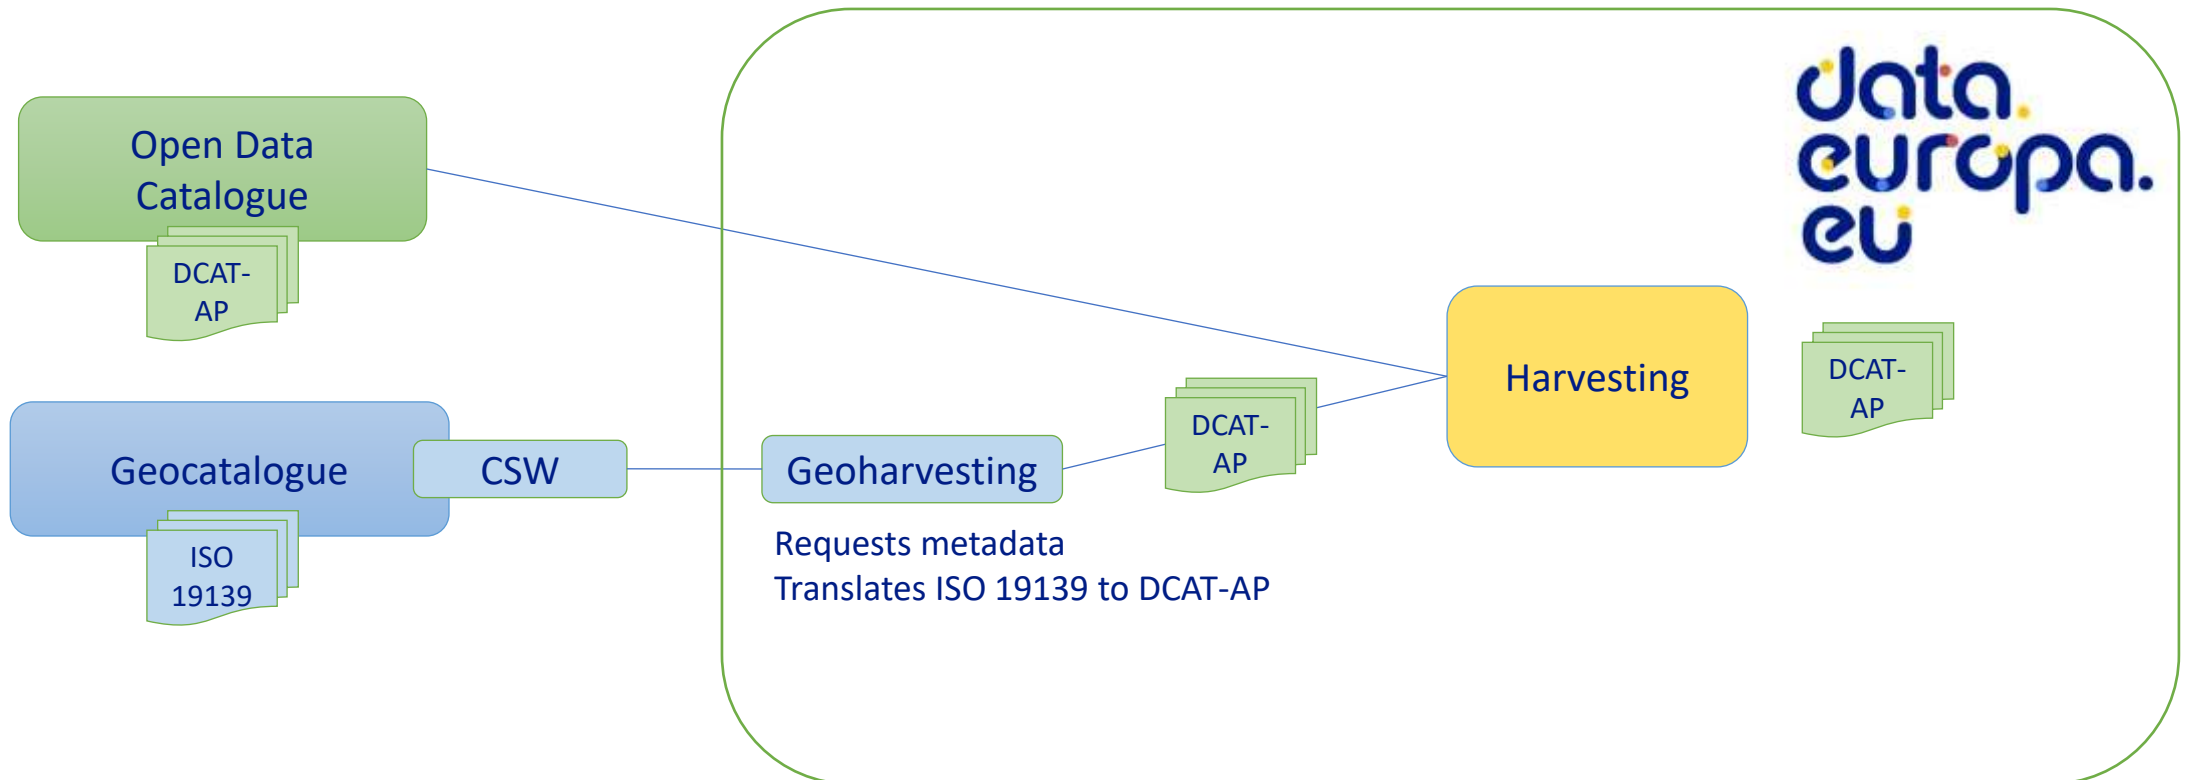 data.
europa.
eu
Open Data
Catalogue
DCAT-
AP
Harvesting
DCAT-
AP
DCAT-
AP
Geocatalogue
CSW
Geoharvesting
ISO
19139
Requests metadata
Translates ISO 19139 to DCAT-AP